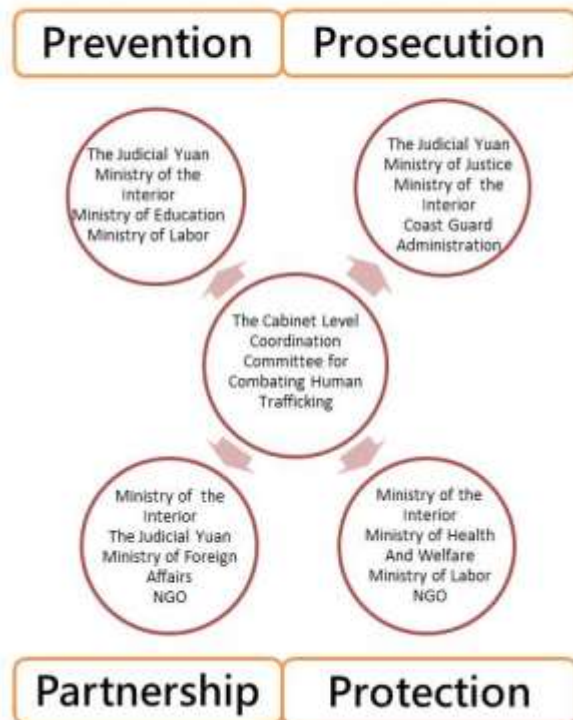 Prevention
Prosecution
The Judicial Yuan
Ministry of the
Interior
Ministry of Education
Ministry of Labor
The Judicial Yuan
Ministry of Justice
Ministry of the
Interior
Coast Guard
Administration
The Cabinet Level
Coordination
Committee for
Combating Human
Trafficking
Ministry of the
Interior
The Judicial Yuan
Ministry of Foreign
Affairs
NGO
Ministry of the
Interior
Ministry of Health
And Welfare
Ministry of Labor
NGO
Partnership
Protection